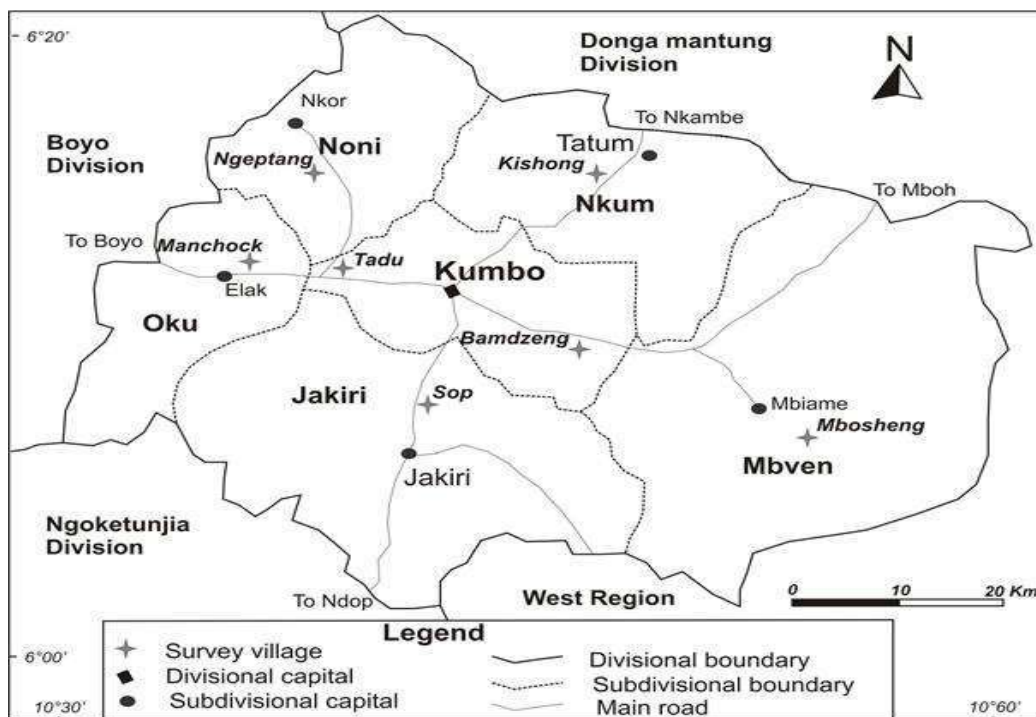 6°20'
Donga mantung
Division
N
Nkor
To Nkambe
Boyo
Division
Noni
Tatum
Ngeptang
Kishong
Nkum
To Mboh
To Boyo
Manchock
Tadu
Kumbo
Elak
Oku
Bamdzeng
Jakiri
Sop
Mbiame
Mbosheng
Mbven
Jakiri
Ngoketunjia
Division
0 10 20 Km
To Ndop
West Region
Legend
Survey village
Divisional capital
Subdivisional capital
Divisional boundary
Subdivisional boundary
Main road
6°00'
10°30'
10°60'